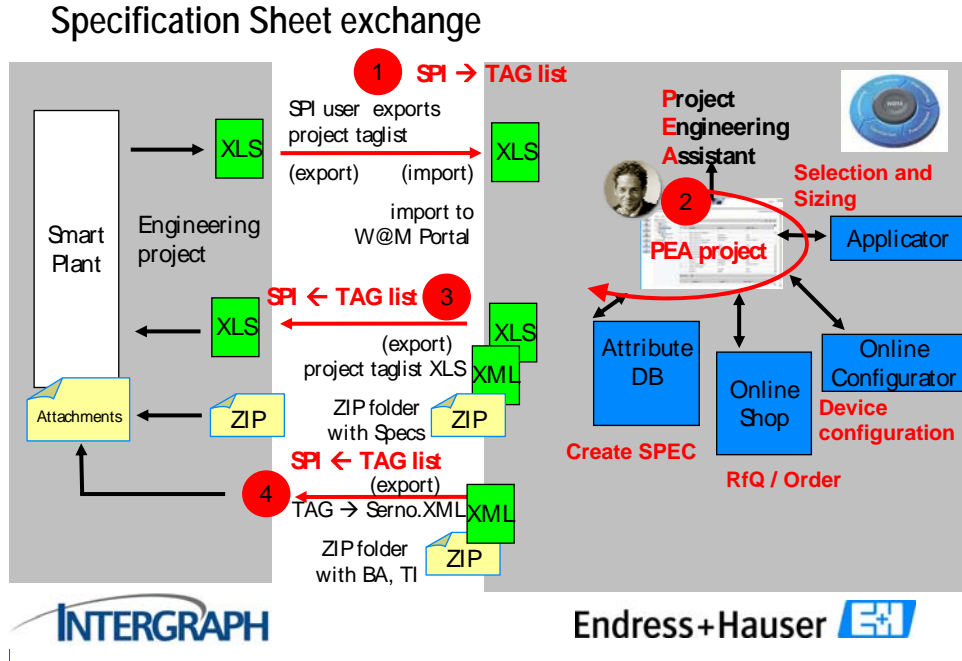 Specification Sheet exchange
1 SPI → TAG list
SPI user exports
project taglist
XLS
(export) (import)
XLS
import to
W@M Portal
Smart
Plant
Engineering
project
Project
Engineering
Assistant
W@M
Selection and
Sizing
2
PEA project
Applicator
SPI ← TAG list 3
XLS
(export)
project taglist XLS
XLS
XML
ZIP folder
with Specs
ZIP
ZIP
Attachments
Attribute
DB
Create SPEC
Online
Shop
RfQ / Order
Online
Configurator
Device
configuration
SPI ← TAG list
4
(export)
TAG → Serno.XML
XML
ZIP folder
with BA, TI
ZIP
INTERGRAPH
Endress+Hauser E+H